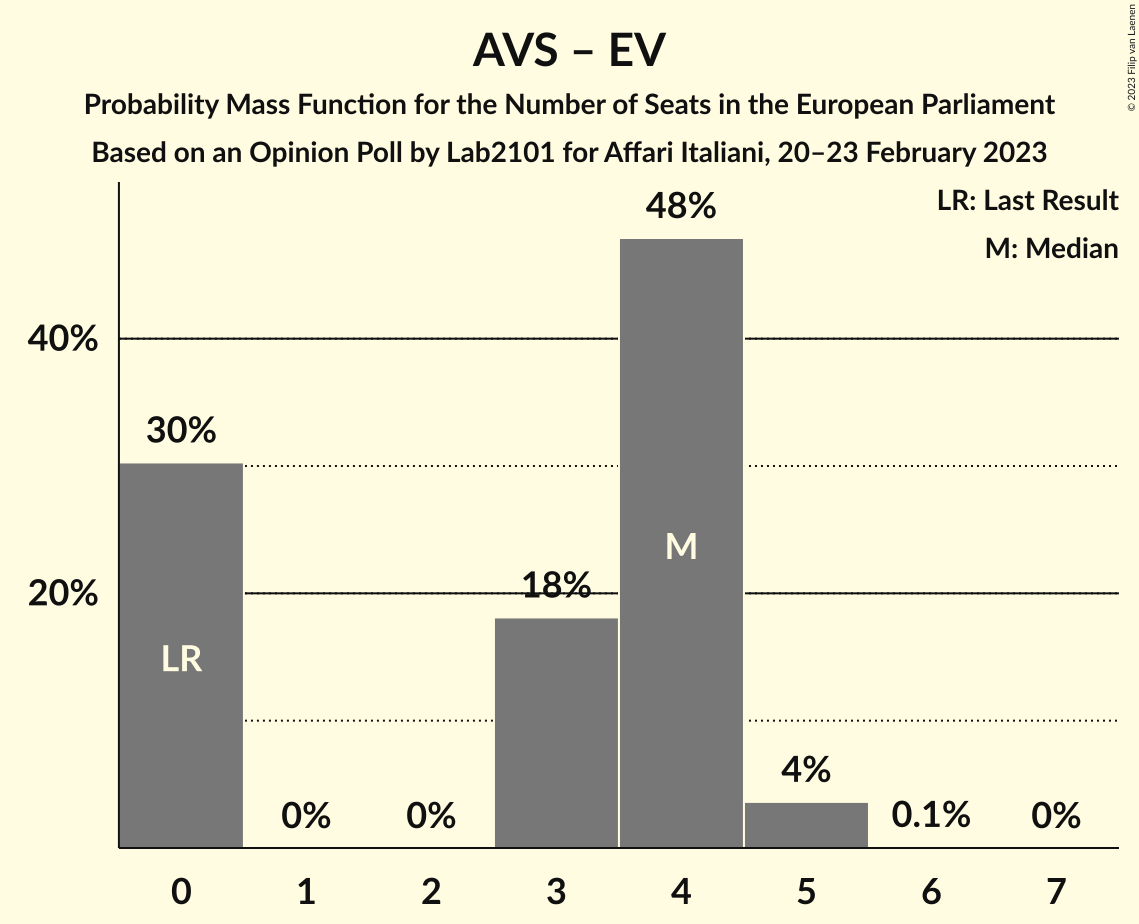 AVS – EV
Probability Mass Function for the Number of Seats in the European Parliament
Based on an Opinion Poll by Lab2101 for Affari Italiani, 20–23 February 2023
© 2023 Filip van Laenen
LR: Last Result
M: Median
48%
40%
30%
M
18%
20%
LR
4%
0%
0%
0.1%
0%
0 1 2 3 4 5 6 7